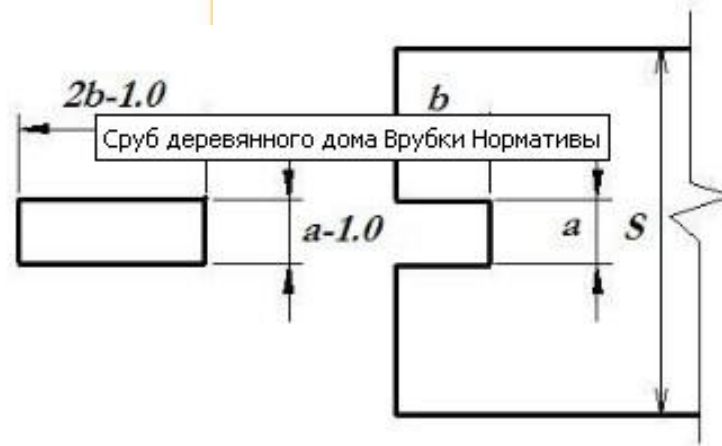 2b-1.0
b
Сруб деревянного дома Врубки Нормативы
a-1.0
a
S